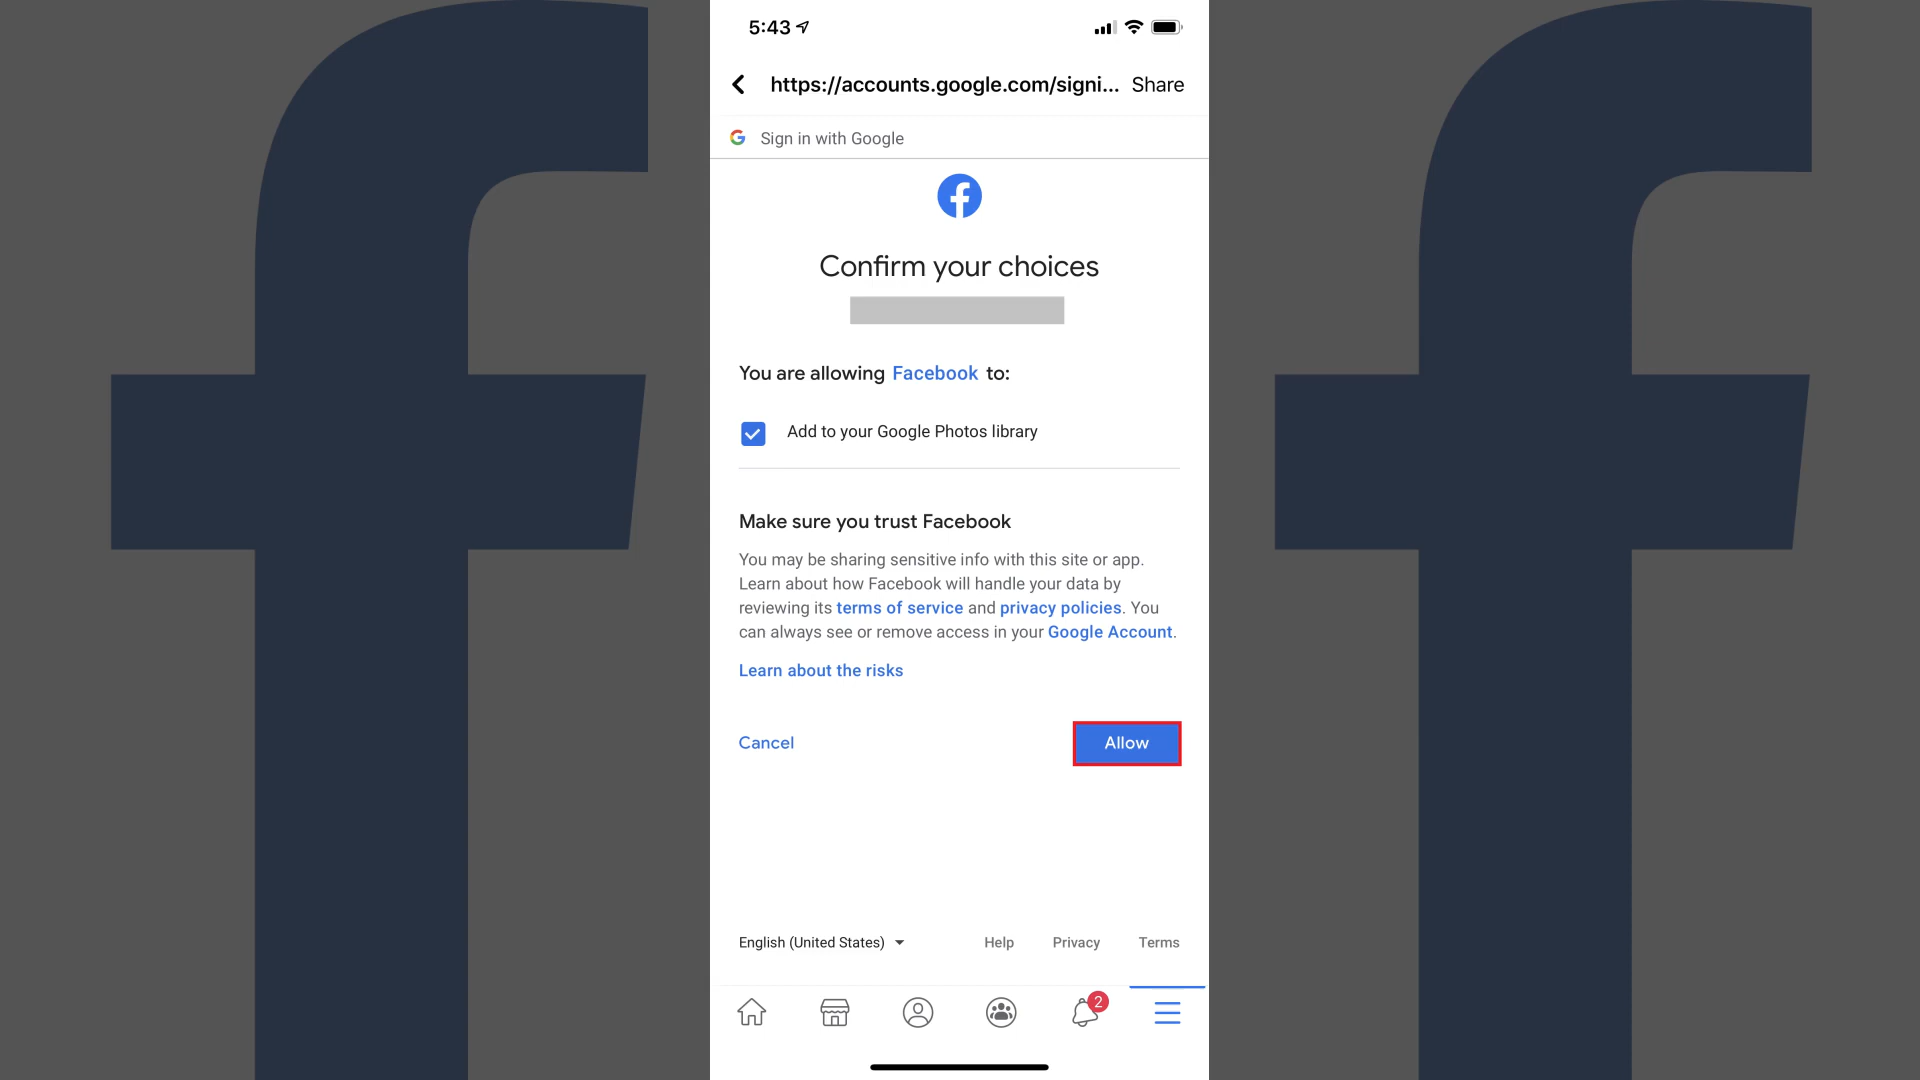 5:43
https://accounts.google.com/signi... Share
Sign in with Google
Confirm your choices
You are allowing Facebook to:
Add to your Google Photos library
Make sure you trust Facebook
You may be sharing sensitive info with this site or app.
Learn about how Facebook will handle your data by
reviewing its terms of service and privacy policies. You
can always see or remove access in your Google Account.
Learn about the risks
Cancel Allow
English (United States) Help Privacy Terms
2